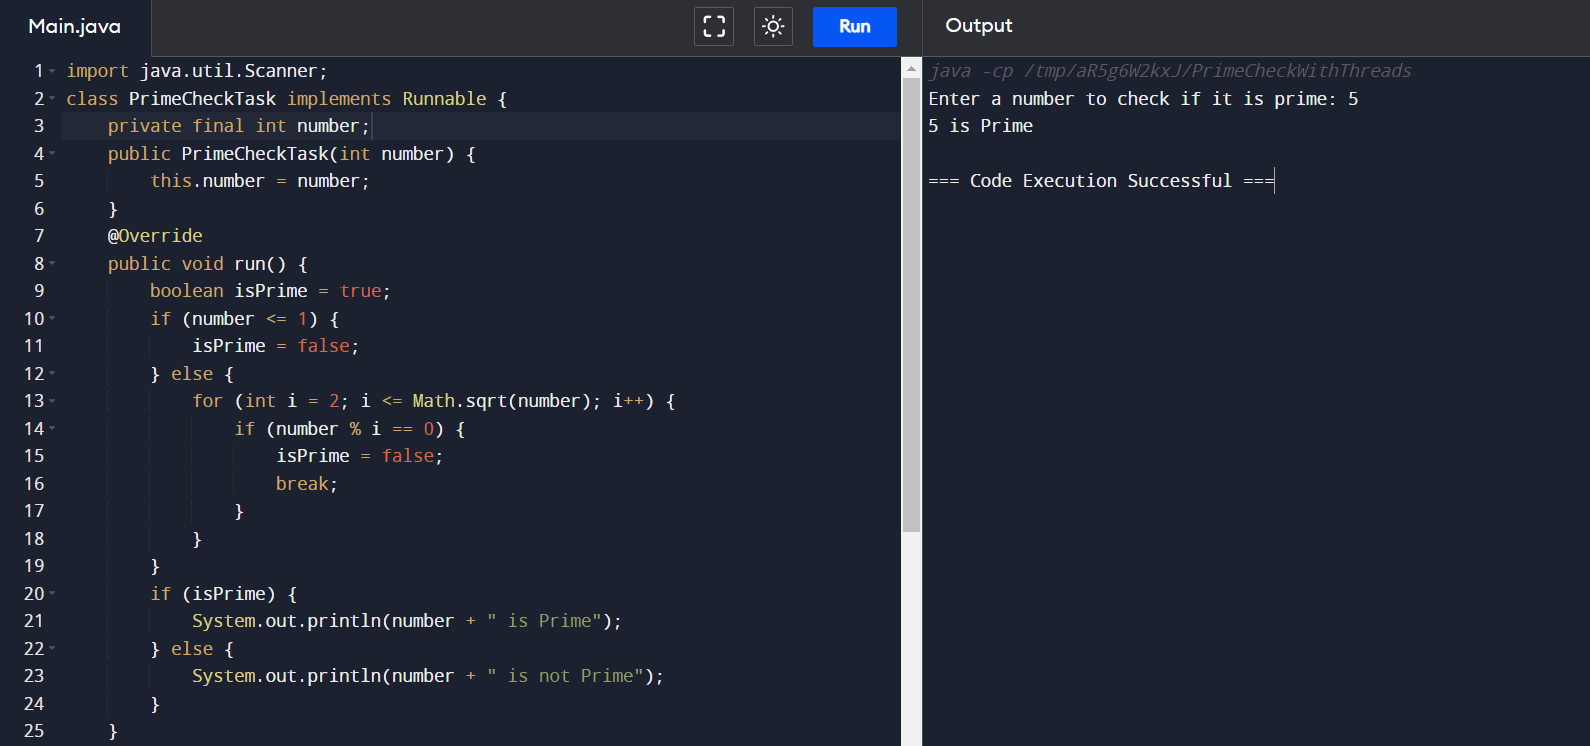 Main.java
Run
Output
1 import java.util.Scanner;
2 class PrimeCheckTask implements Runnable {
3     private final int number;
4     public PrimeCheckTask(int number) {
5         this.number = number;
6     }
7     @Override
8     public void run() {
9         boolean isPrime = true;
10         if (number <= 1) {
11             isPrime = false;
12         } else {
13             for (int i = 2; i <= Math.sqrt(number); i++) {
14                 if (number % i == 0) {
15                     isPrime = false;
16                     break;
17                 }
18             }
19         }
20         if (isPrime) {
21             System.out.println(number + " is Prime");
22         } else {
23             System.out.println(number + " is not Prime");
24         }
25     }
java -cp /tmp/aR5g6W2kxJ/PrimeCheckWithThreads
Enter a number to check if it is prime: 5
5 is Prime
=== Code Execution Successful ===